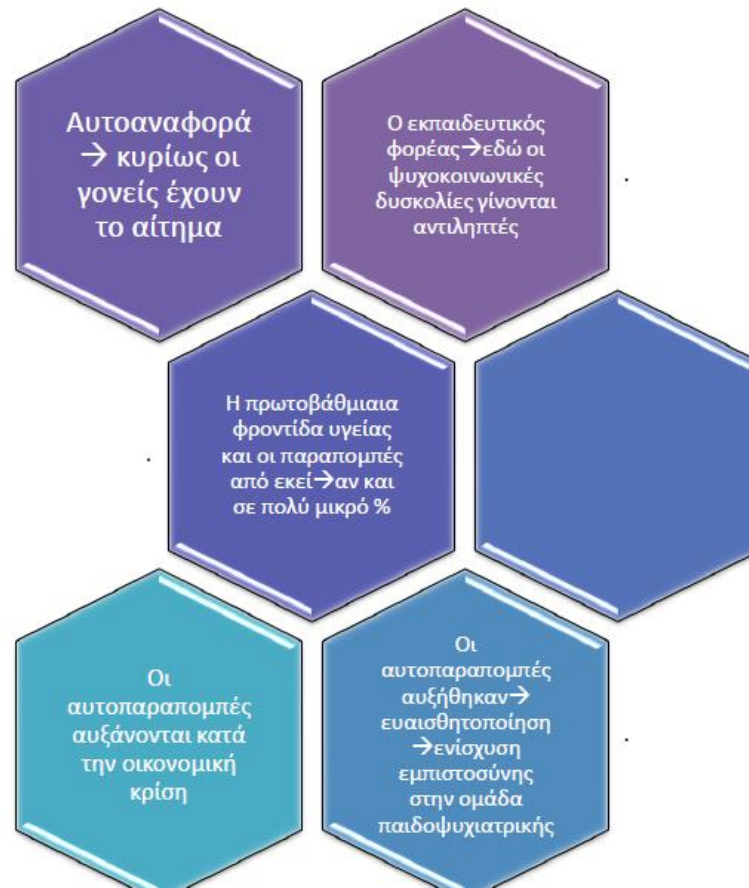 Αυτοαναφορά
→ κυρίως οι
γονείς έχουν
το αίτημα
Ο εκπαιδευτικός
φορέας→εδώ οι
ψυχοκοινωνικές
δυσκολίες γίνονται
αντιληπτές
.
Η πρωτοβάθμιαια
φροντίδα υγείας
και οι παραπομπές
από εκεί→αν και
σε πολύ μικρό %
.
Οι
αυτοπαραπομπές
αυξάνονται κατά
την οικονομική
κρίση
Οι
αυτοπαραπομπές
αυξήθηκαν→
ευαισθητοποίηση
→ενίσχυση
εμπιστοσύνης
στην ομάδα
παιδοψυχιατρικής
.